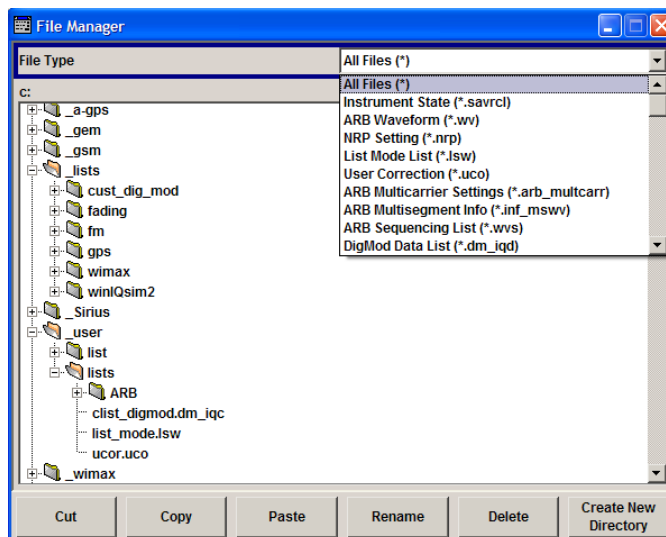 File Manager
File Type
All Files (*)
c:
All Files (*)
Instrument State (*.savrcl)
ARB Waveform (*.wv)
NRP Setting (*.nrp)
List Mode List (*.lsw)
User Correction (*.uco)
ARB Multicarrier Settings (*.arb_multcarr)
ARB Multisegment Info (*.inf_mswv)
ARB Sequencing List (*.wvs)
DigMod Data List (*.dm_iqd)
_a-gps
_gem
_gsm
_lists
cust_dig_mod
fading
fm
gps
wimax
winIQsim2
_Sirius
_user
list
lists
ARB
clist_digmod.dm_iqc
list_mode.lsw
ucor.uco
_wimax
Cut
Copy
Paste
Rename
Delete
Create New
Directory